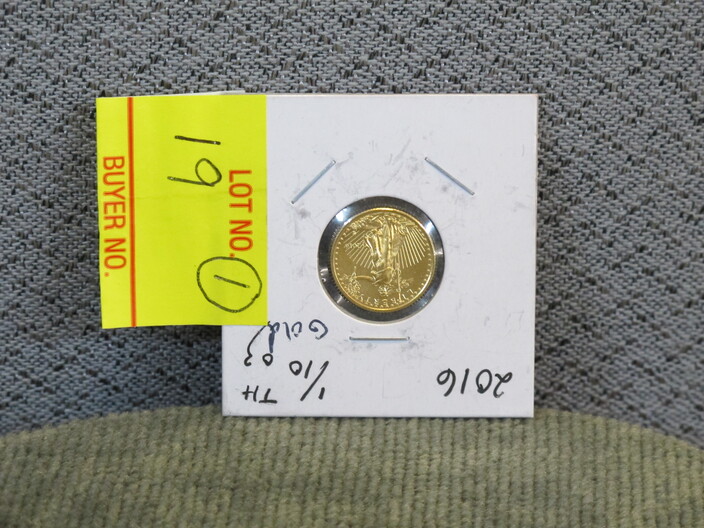 LOT NO.
19
1
BUYER NO.
2016
1/10 oz
TH
Gold
LIBERTY